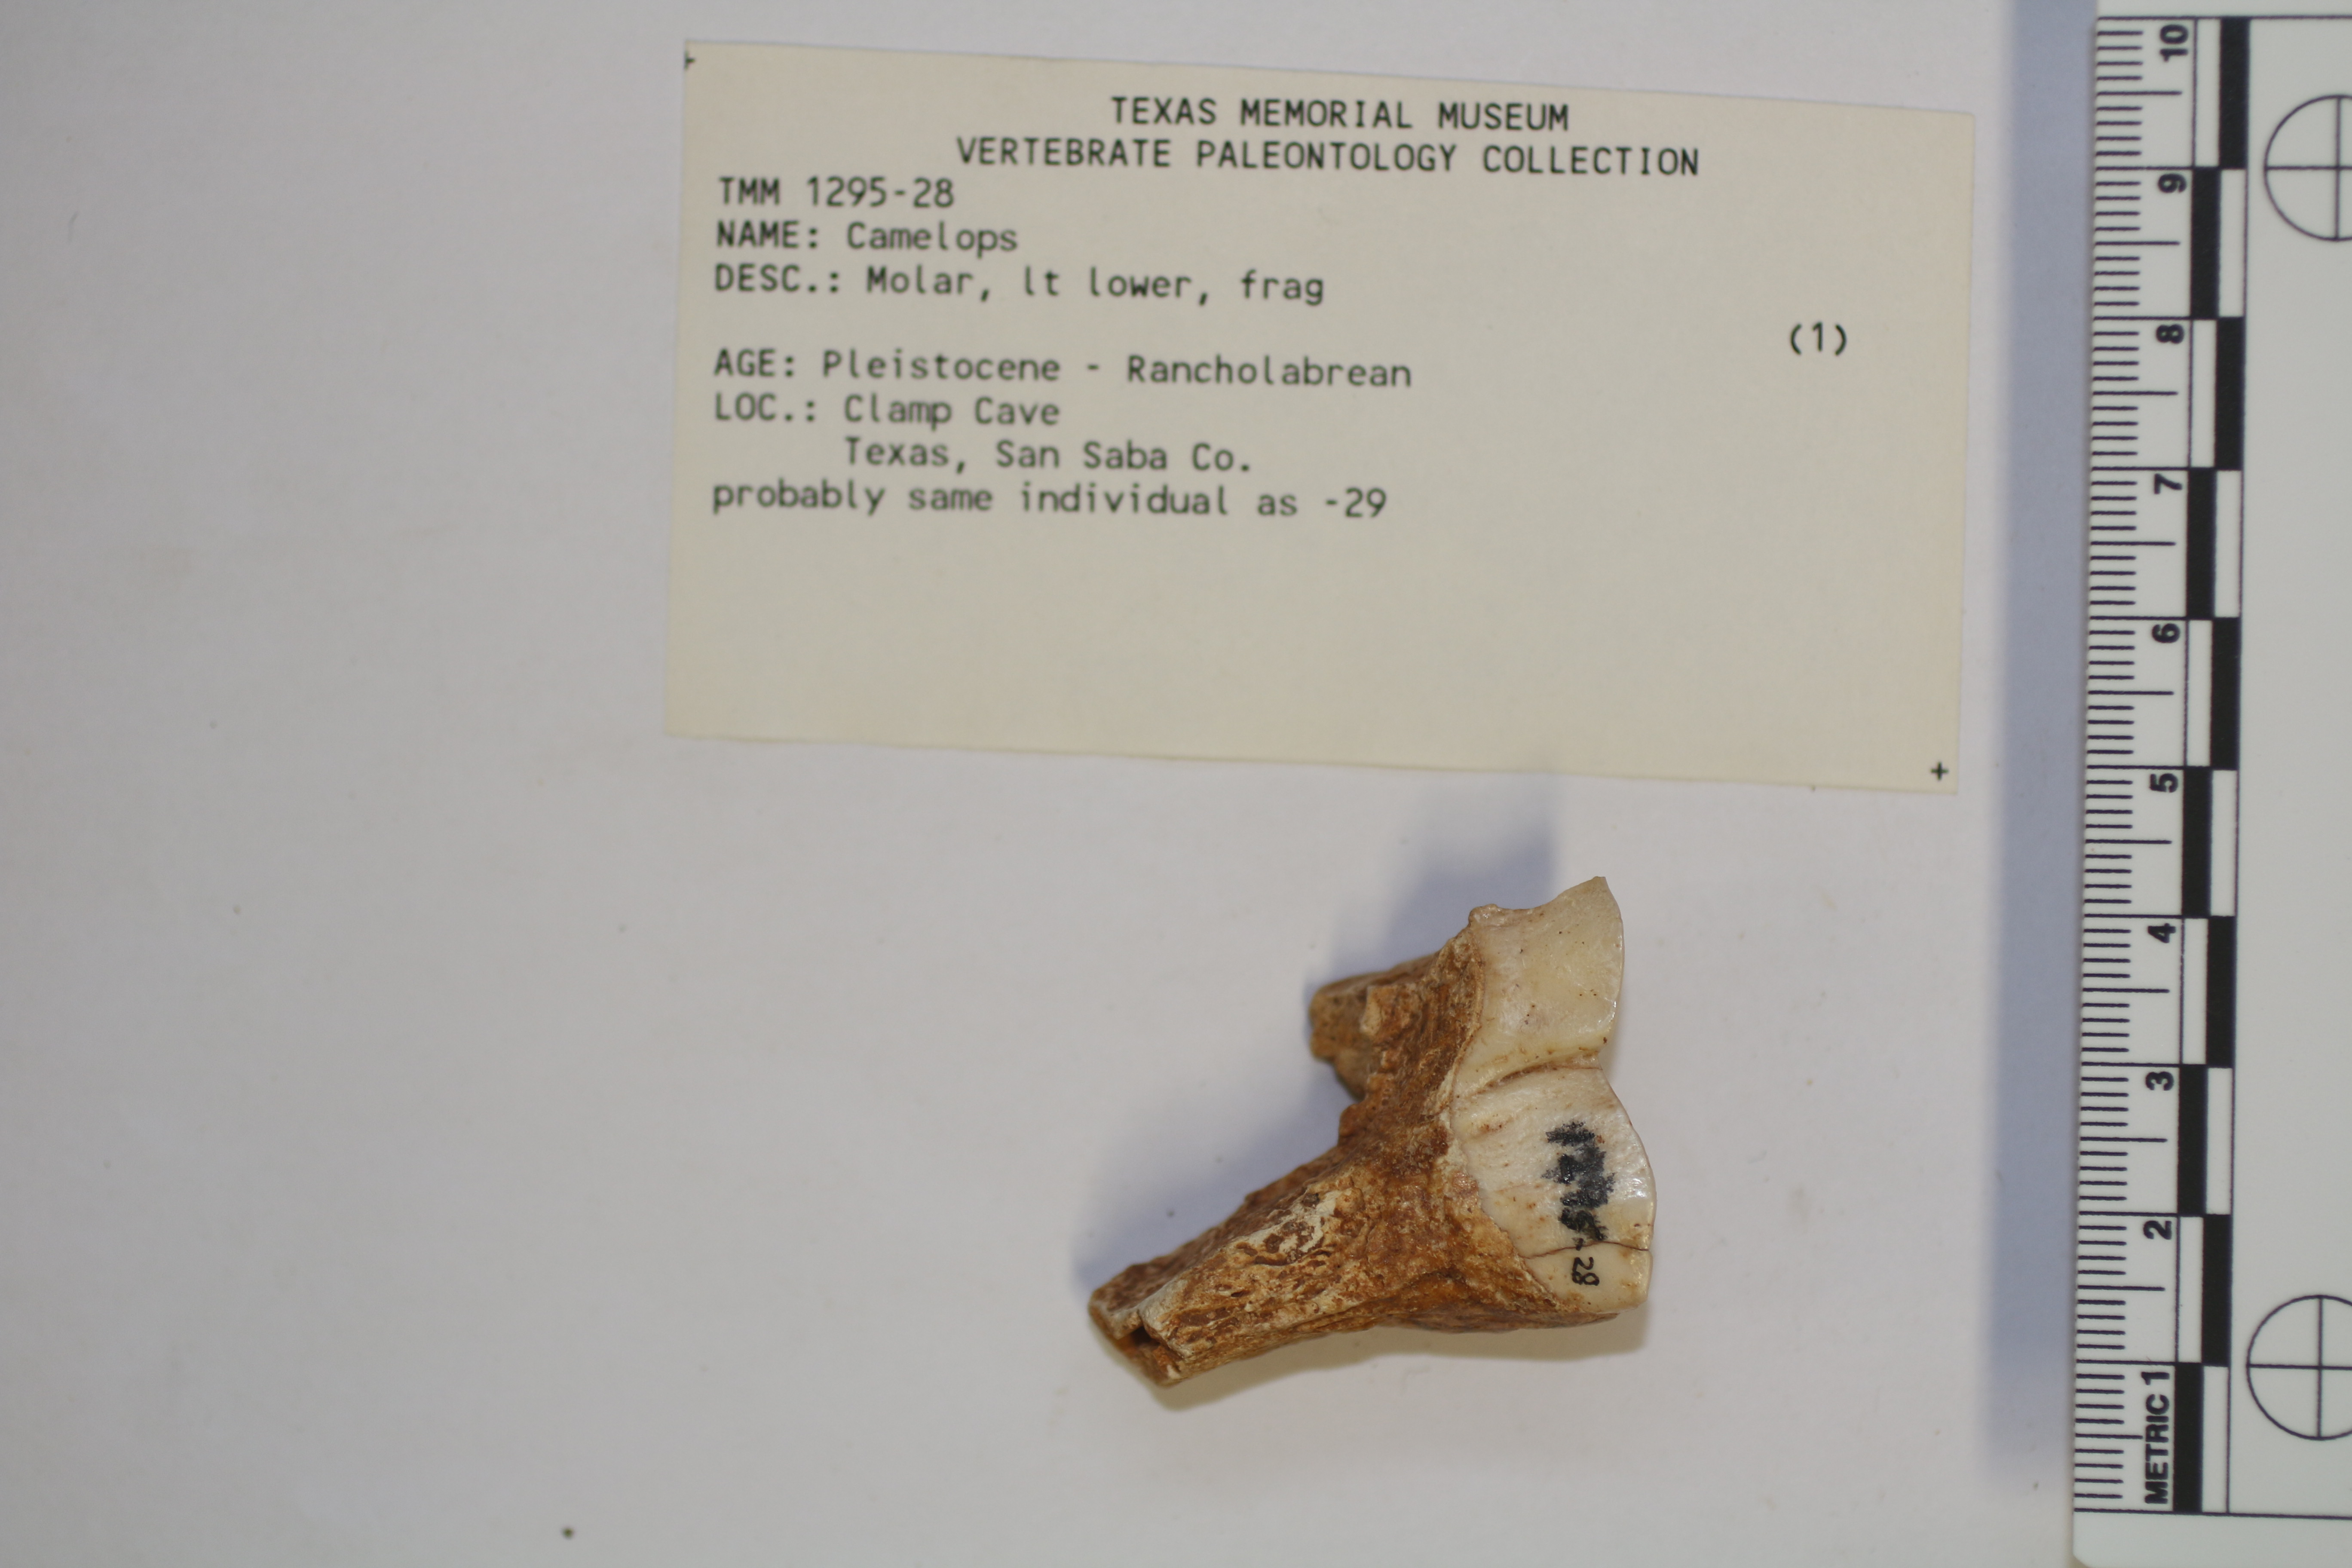 TEXAS MEMORIAL MUSEUM
VERTEBRATE PALEONTOLOGY COLLECTION
TMM 1295-28
NAME: Camelops
DESC.: Molar, lt lower, frag
(1)
AGE: Pleistocene - Rancholabrean
LOC.: Clamp Cave
Texas, San Saba Co.
probably same individual as -29
-28
10
9
8
7
6
5
4
3
2
METRIC 1